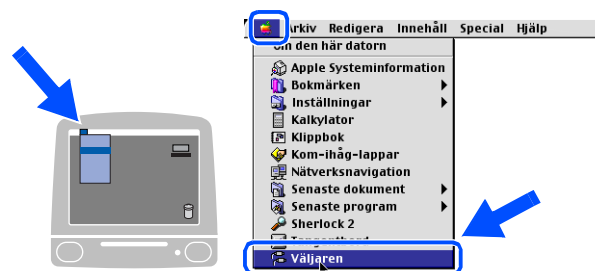 Arkiv Redigera Innehåll Special Hjälp
Om den här datorn
Apple Systeminformation
Bokmärken
Inställningar
Kalkylator
Klippbok
Kom-ihåg-lappar
Nätverksnavigation
Senaste dokument
Senaste program
Sherlock 2
Tangentbord
Väljaren